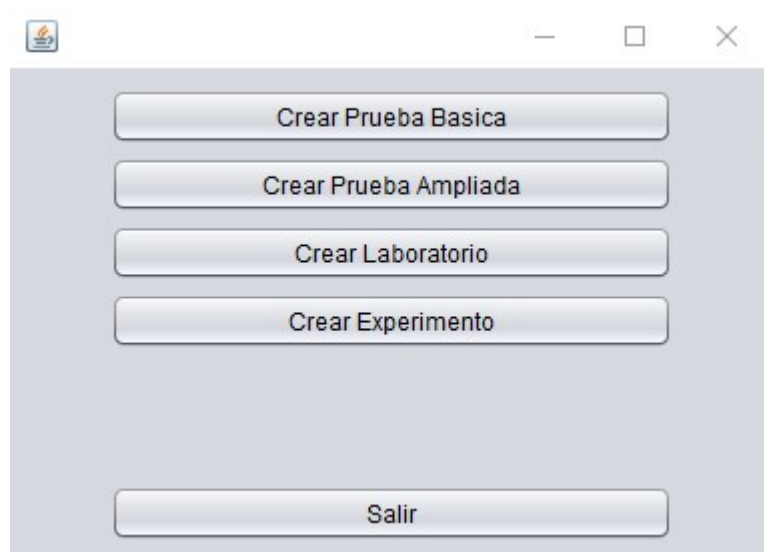 Crear Prueba Basica
Crear Prueba Ampliada
Crear Laboratorio
Crear Experimento
Salir